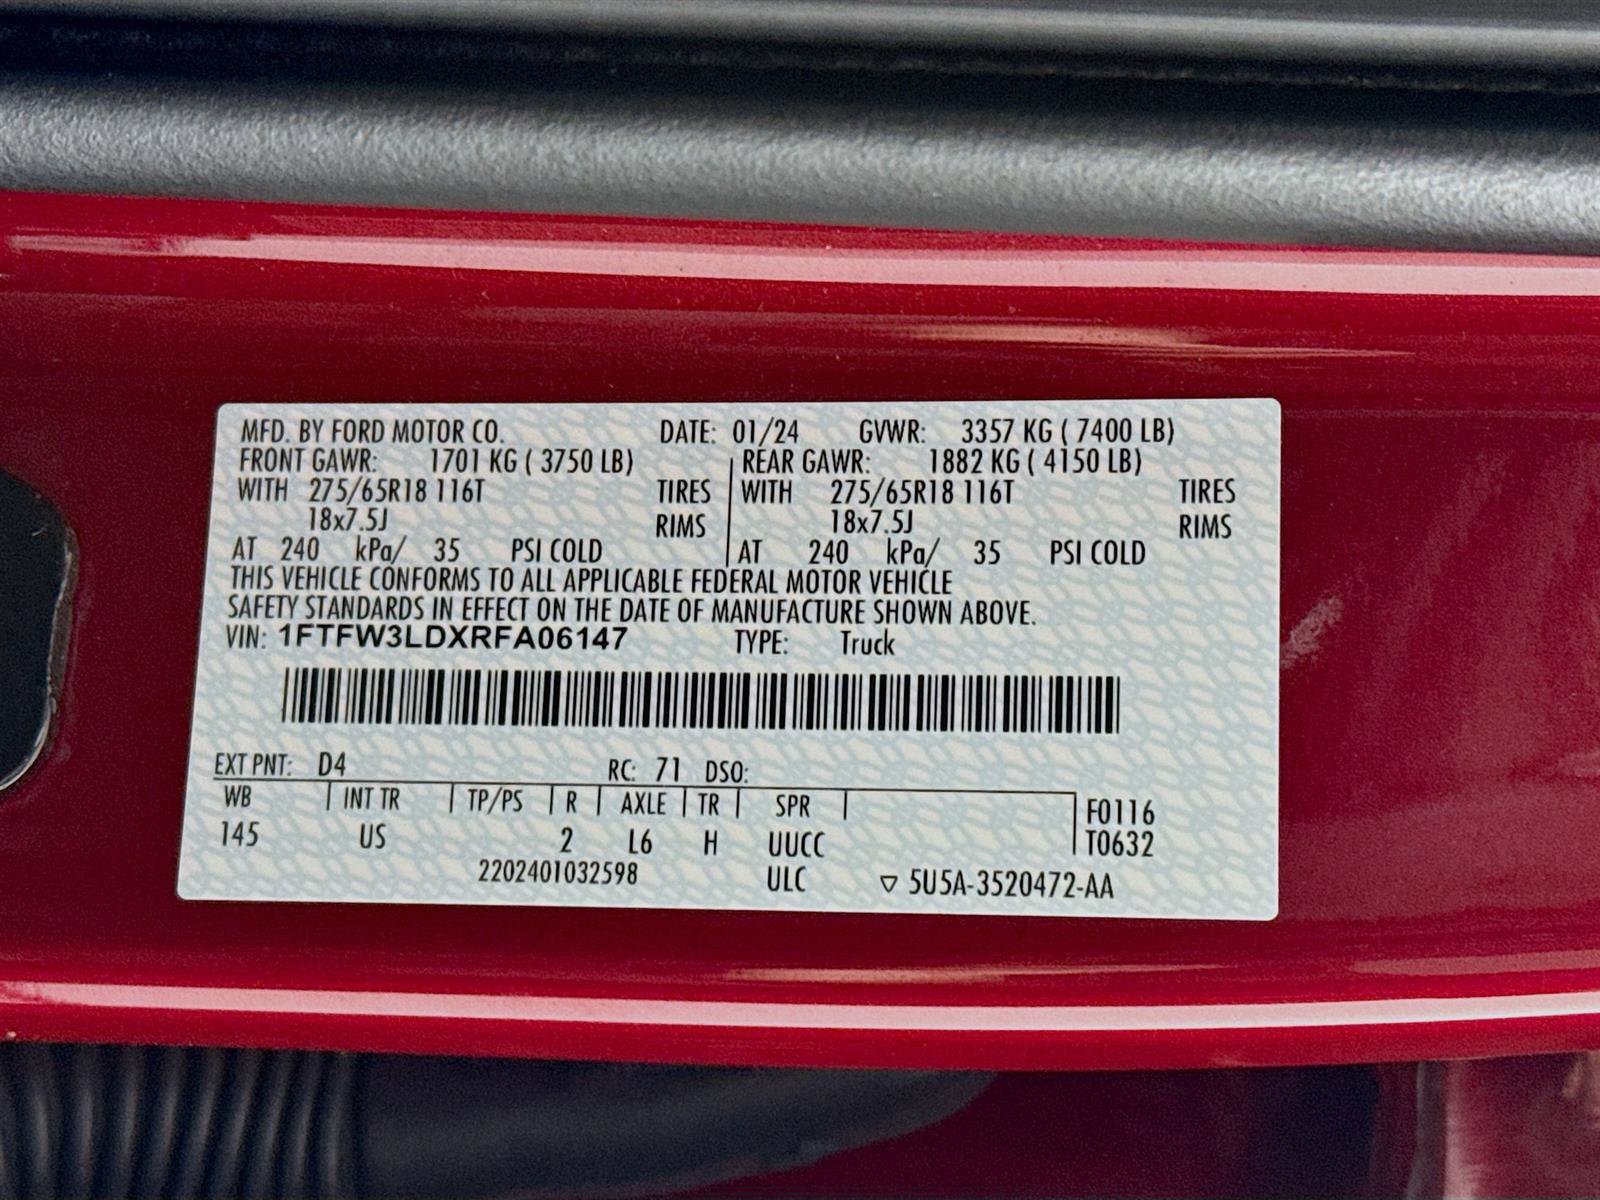 MFD. BY FORD MOTOR CO. DATE: 01/24 GVWR: 3357 KG ( 7400 LB)
FRONT GAWR: 1701 KG ( 3750 LB) REAR GAWR: 1882 KG ( 4150 LB)
WITH 275/65R18 116T TIRES WITH 275/65R18 116T TIRES
18x7.5J RIMS 18x7.5J RIMS
AT 240 kPa/ 35 PSI COLD AT 240 kPa/ 35 PSI COLD
THIS VEHICLE CONFORMS TO ALL APPLICABLE FEDERAL MOTOR VEHICLE
SAFETY STANDARDS IN EFFECT ON THE DATE OF MANUFACTURE SHOWN ABOVE.
VIN: 1FTFW3LDXRFA06147 TYPE: Truck
EXT PNT: D4 RC: 71 DSO:
WB INT TR TP/PS R AXLE TR SPR F0116
145 US 2 L6 H UUCC T0632
2202401032598 ULC ▽ 5U5A-3520472-AA